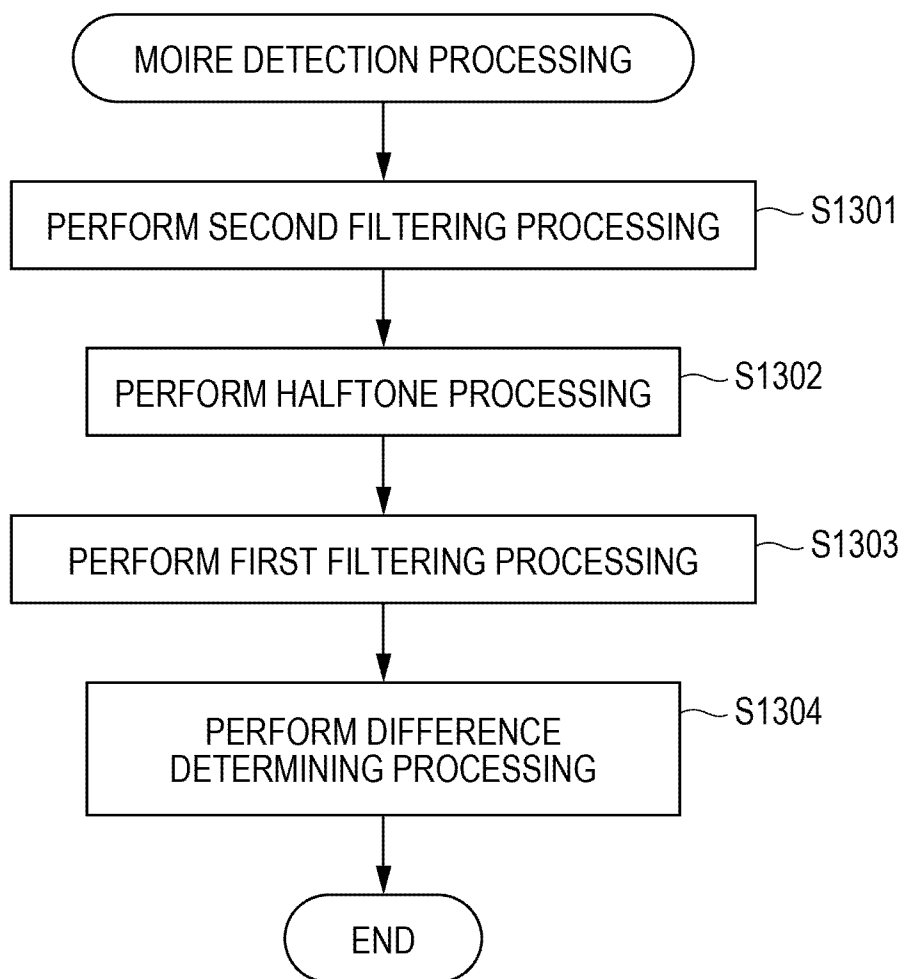 MOIRE DETECTION PROCESSING
PERFORM SECOND FILTERING PROCESSING
S1301
PERFORM HALFTONE PROCESSING
S1302
PERFORM FIRST FILTERING PROCESSING
S1303
PERFORM DIFFERENCE
DETERMINING PROCESSING
S1304
END